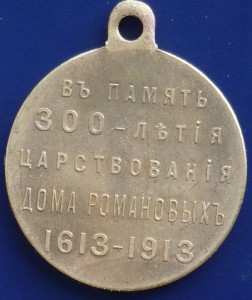 ВЪ ПАМЯТЬ
300-ЛѢТІЯ
ЦАРСТВОВАНІЯ
ДОМА РОМАНОВЫХЪ
1613-1913